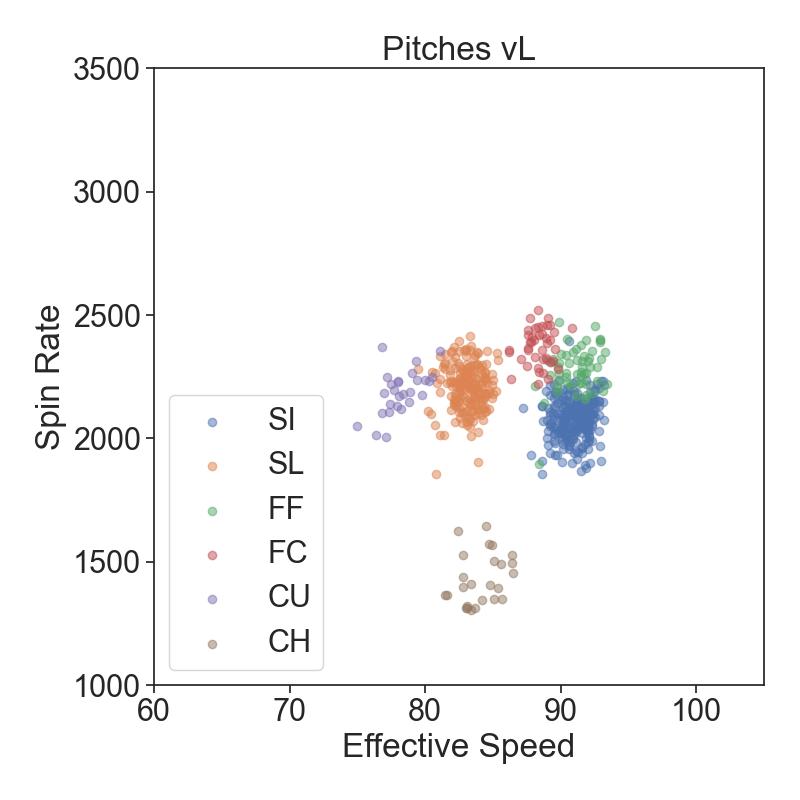 Pitches vL
3500
3000
2500
2000
1500
1000
Spin Rate
SI
SL
FF
FC
CU
CH
60 70 80 90 100
Effective Speed